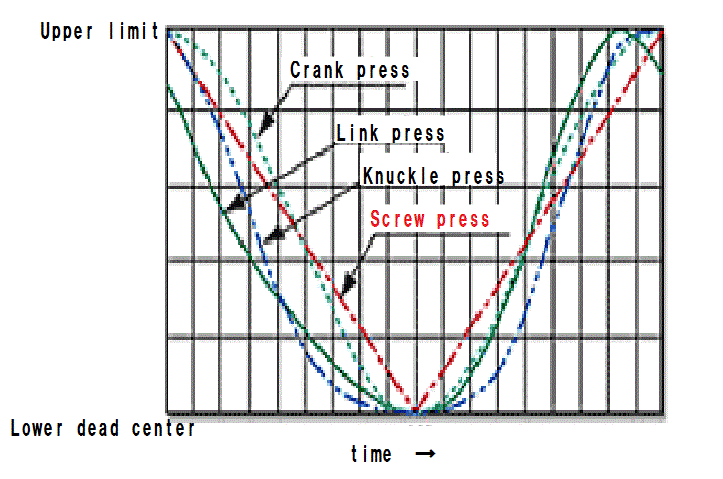 Upper limit
Crank press
Link press
Knuckle press
Screw press
Lower dead center
time →